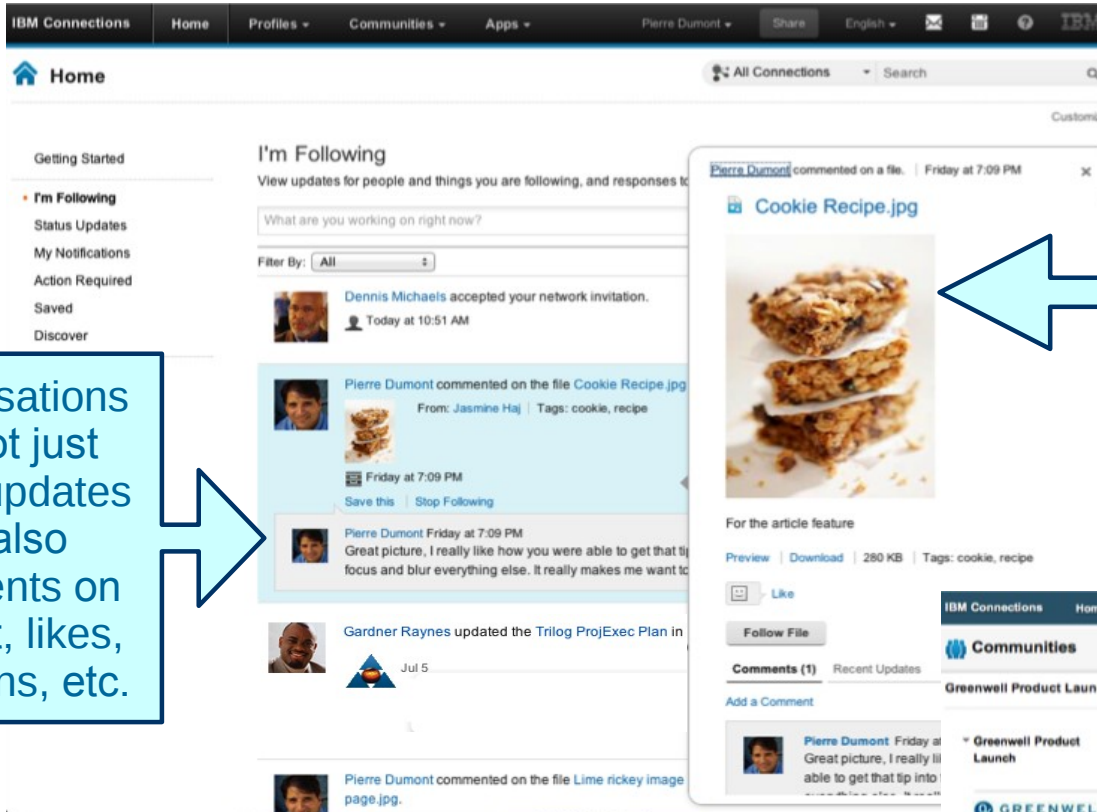 IBM Connections Home Profiles Communities Apps Pierre Dumont Share English IBM
Home
All Connections Search
Getting Started
I'm Following
Status Updates
My Notifications
Action Required
Saved
Discover
I'm Following
View updates for people and things you are following, and responses to
What are you working on right now?
Filter By: All
Dennis Michaels accepted your network invitation.
Today at 10:51 AM
Pierre Dumont commented on the file Cookie Recipe.jpg
From: Jasmine Haj | Tags: cookie, recipe
Friday at 7:09 PM
Save this | Stop Following
Pierre Dumont Friday at 7:09 PM
Great picture, I really like how you were able to get that
focus and blur everything else. It really makes me want to
Gardner Raynes updated the Trilog ProjExec Plan in
Jul 5
Pierre Dumont commented on the file Lime rickey image
page.jpg.
sations
just
updates
also
on
likes,
etc.
Pierre Dumont commented on a file. | Friday at 7:09 PM
Cookie Recipe.jpg
For the article feature
Preview | Download | 280 KB | Tags: cookie, recipe
Like
Follow File
Comments (1) Recent Updates
Add a Comment
Pierre Dumont Friday
Great picture, I really
able to get that tip into
IBM Connections
Communities
Greenwell Product
Greenwell Product
Launch